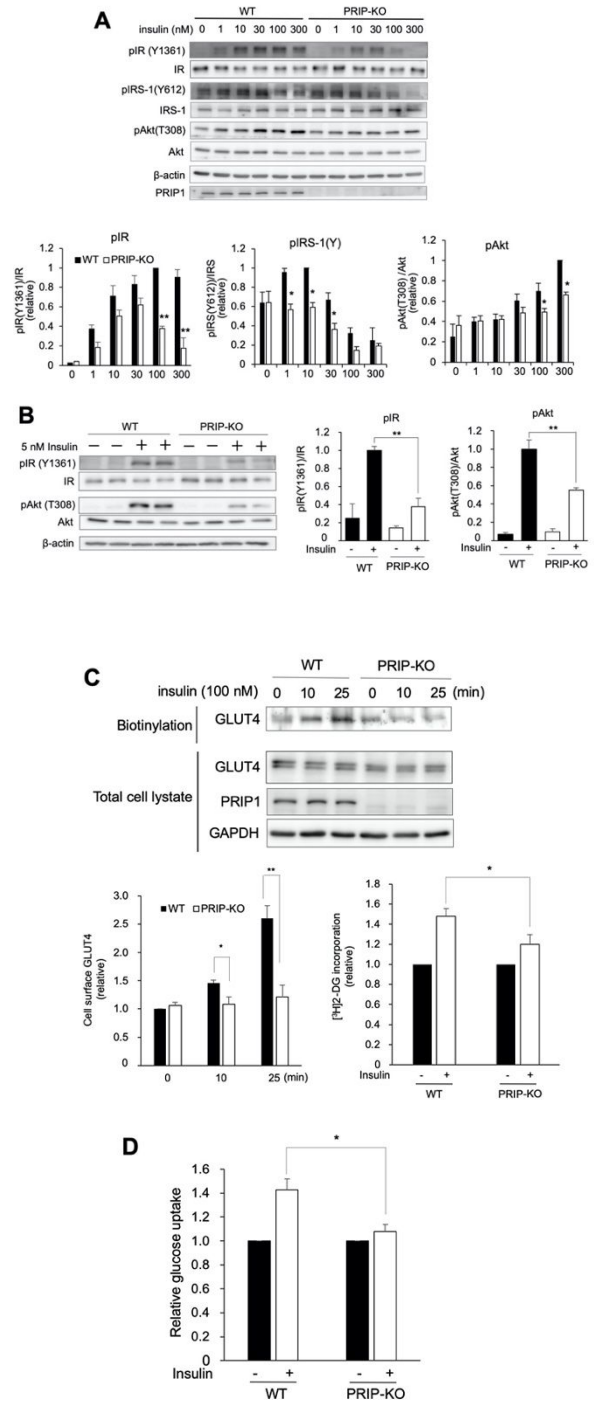 A
WT PRIP-KO
insulin (nM) 0 1 10 30 100 300 0 1 10 30 100 300
pIR (Y1361)
IR
pIRS-1(Y612)
IRS-1
pAkt(T308)
Akt
β-actin
PRIP1
pIR
pIR(Y1361)/IR
(relative)
1.2
1
0.8
0.6
0.4
0.2
0
WT PRIP-KO
** **
0 1 10 30 100 300
pIRS-1(Y)
pIRS(Y612))/IRS
(relative)
1.2
1
0.8
0.6
0.4
0.2
0
* * *
0 1 10 30 100 300
pAkt
pAkt(T308) /Akt
(relative)
1.2
1
0.8
0.6
0.4
0.2
0
* *
0 1 10 30 100 300
B
WT PRIP-KO
5 nM Insulin − − + + − − + +
pIR (Y1361)
IR
pAkt (T308)
Akt
β-actin
pIR
pIR(Y1361)/IR
1.2
1.0
0.8
0.6
0.4
0.2
0
**
Insulin - + - +
WT PRIP-KO
pAkt
pAkt(T308)/Akt
1.2
1.0
0.8
0.6
0.4
0.2
0
**
Insulin - + - +
WT PRIP-KO
C
WT PRIP-KO
insulin (100 nM) 0 10 25 0 10 25 (min)
Biotinylation GLUT4
Total cell lystate
GLUT4
PRIP1
GAPDH
Cell surface GLUT4
(relative)
3.0
2.5
2.0
1.5
1.0
0.5
0
WT PRIP-KO
* **
0 10 25 (min)
[³H]2-DG incorporation
(relative)
1.8
1.6
1.4
1.2
1.0
0.8
0.6
0.4
0.2
0
*
Insulin - + - +
WT PRIP-KO
D
Relative glucose uptake
1.6
1.4
1.2
1.0
0.8
0.6
0.4
0.2
0
*
Insulin - + - +
WT PRIP-KO